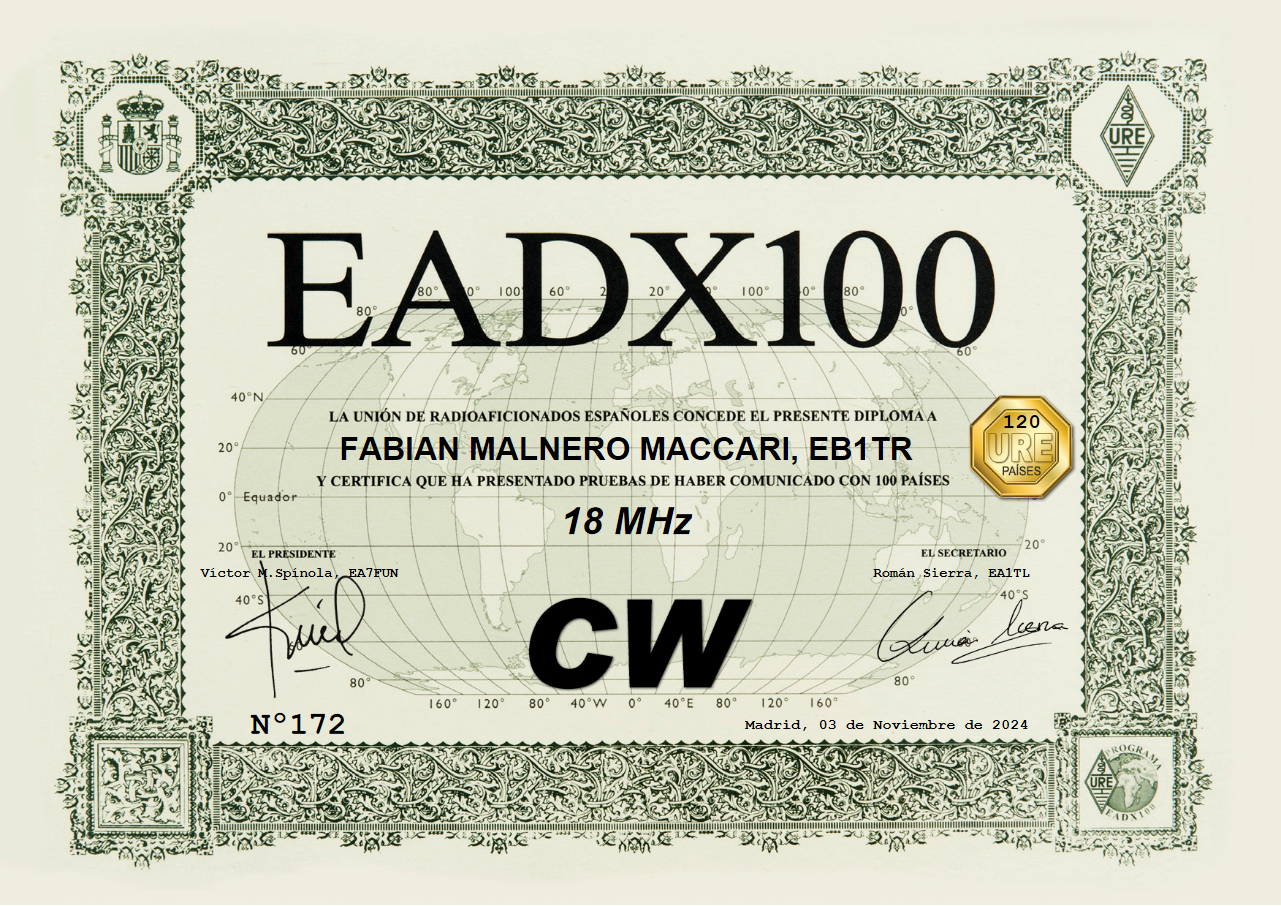 URE
EADX100
80° 100° 60° 20° 100° 80°
80°
60° 60°
40°N
LA UNIÓN DE RADIOAFICIONADOS ESPAÑOLES CONCEDE EL PRESENTE DIPLOMA A
FABIAN MALNERO MACCARI, EB1TR
Y CERTIFICA QUE HA PRESENTADO PRUEBAS DE HABER COMUNICADO CON 100 PAÍSES
120
URE
PAÍSES
20°
0° Equador
18 MHz
20° 20°
EL PRESIDENTE EL SECRETARIO
Víctor M.Spínola, EA7FUN Román Sierra, EA1TL
40°S 40°S
CW
80° 80°
160° 120° 80° 40°W 0° 40°E 80° 120° 160°
N°172 Madrid, 03 de Noviembre de 2024
PROGRAMA
URE
EADX100